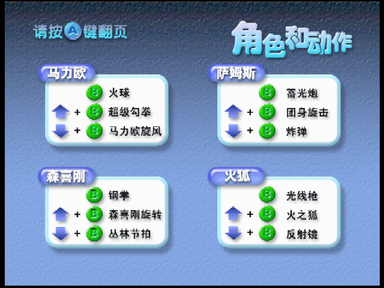 请按A键翻页
角色和动作
马力欧
B 火球
+ B 超级勾拳
+ B 马力欧旋风
萨姆斯
B 蓄光炮
+ B 团身旋击
+ B 炸弹
森喜刚
B 钢掌
+ B 森喜刚旋转
+ B 丛林节拍
火狐
B 光线枪
+ B 火之狐
+ B 反射镜